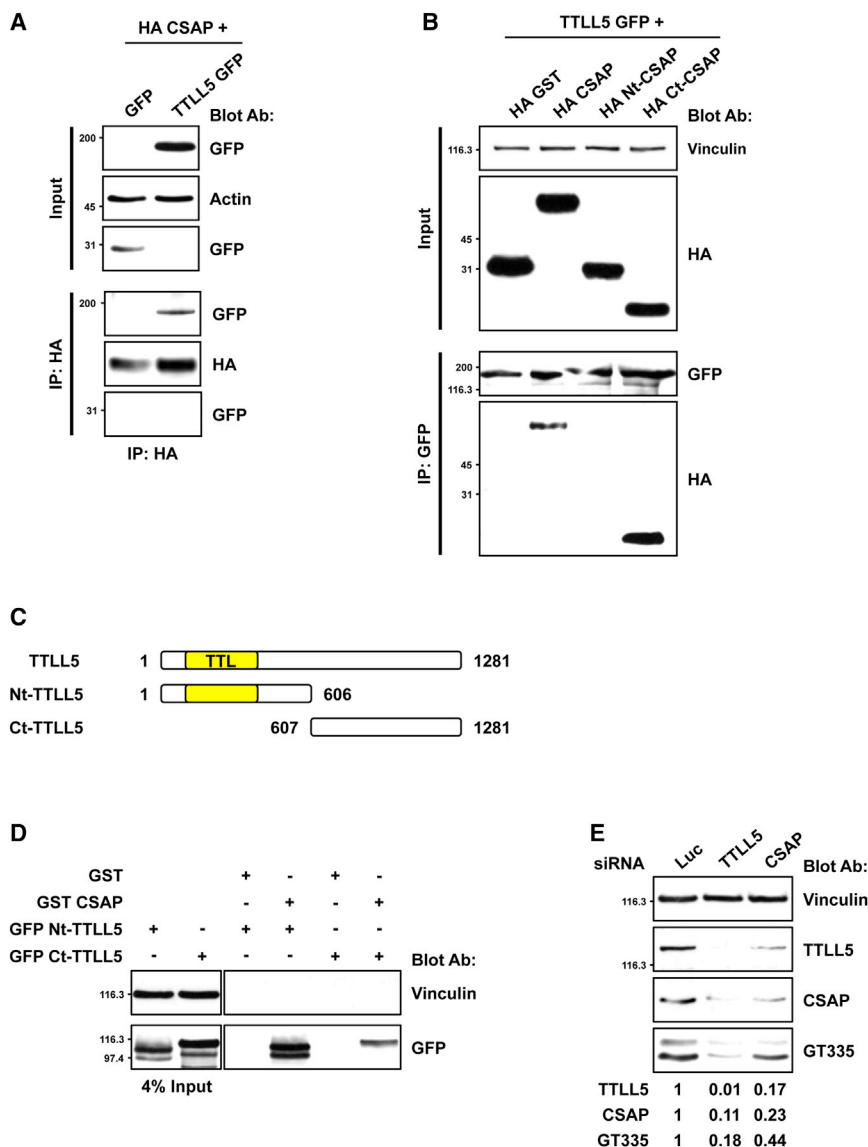 A
HA CSAP +
GFP
TTLL5 GFP
Blot Ab:
Input
200
GFP
45
Actin
31
GFP
IP: HA
200
GFP
HA
31
GFP
IP: HA
B
TTLL5 GFP +
HA GST
HA CSAP
HA Nt-CSAP
HA Ct-CSAP
Blot Ab:
Input
116.3
Vinculin
45
31
HA
IP: GFP
200
116.3
GFP
45
31
HA
C
TTLL5 1 TTL 1281
Nt-TTLL5 1 606
Ct-TTLL5 607 1281
D
GST + - + -
GST CSAP - + - +
GFP Nt-TTLL5 + - + + - -
GFP Ct-TTLL5 - + - - + +
Blot Ab:
116.3
Vinculin
116.3
97.4
GFP
4% Input
E
siRNA
Luc
TTLL5
CSAP
Blot Ab:
116.3
Vinculin
116.3
TTLL5
CSAP
GT335
TTLL5 1 0.01 0.17
CSAP 1 0.11 0.23
GT335 1 0.18 0.44